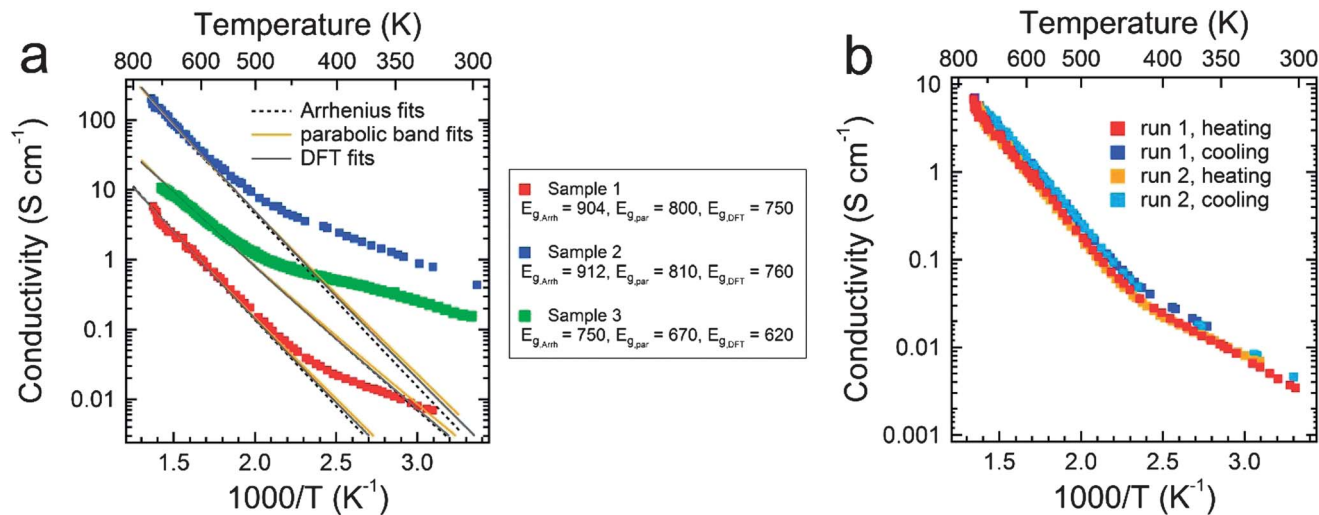 a
Temperature (K)
800 600 500 400 350 300
Conductivity (S cm⁻¹)
100
10
1
0.1
0.01
Arrhenius fits
parabolic band fits
DFT fits
1.5 2.0 2.5 3.0
1000/T (K⁻¹)
Sample 1
Eg,Arrh = 904, Eg,par = 800, Eg,DFT = 750
Sample 2
Eg,Arrh = 912, Eg,par = 810, Eg,DFT = 760
Sample 3
Eg,Arrh = 750, Eg,par = 670, Eg,DFT = 620
b
Temperature (K)
800 600 500 400 350 300
Conductivity (S cm⁻¹)
10
1
0.1
0.01
0.001
run 1, heating
run 1, cooling
run 2, heating
run 2, cooling
1.5 2.0 2.5 3.0
1000/T (K⁻¹)